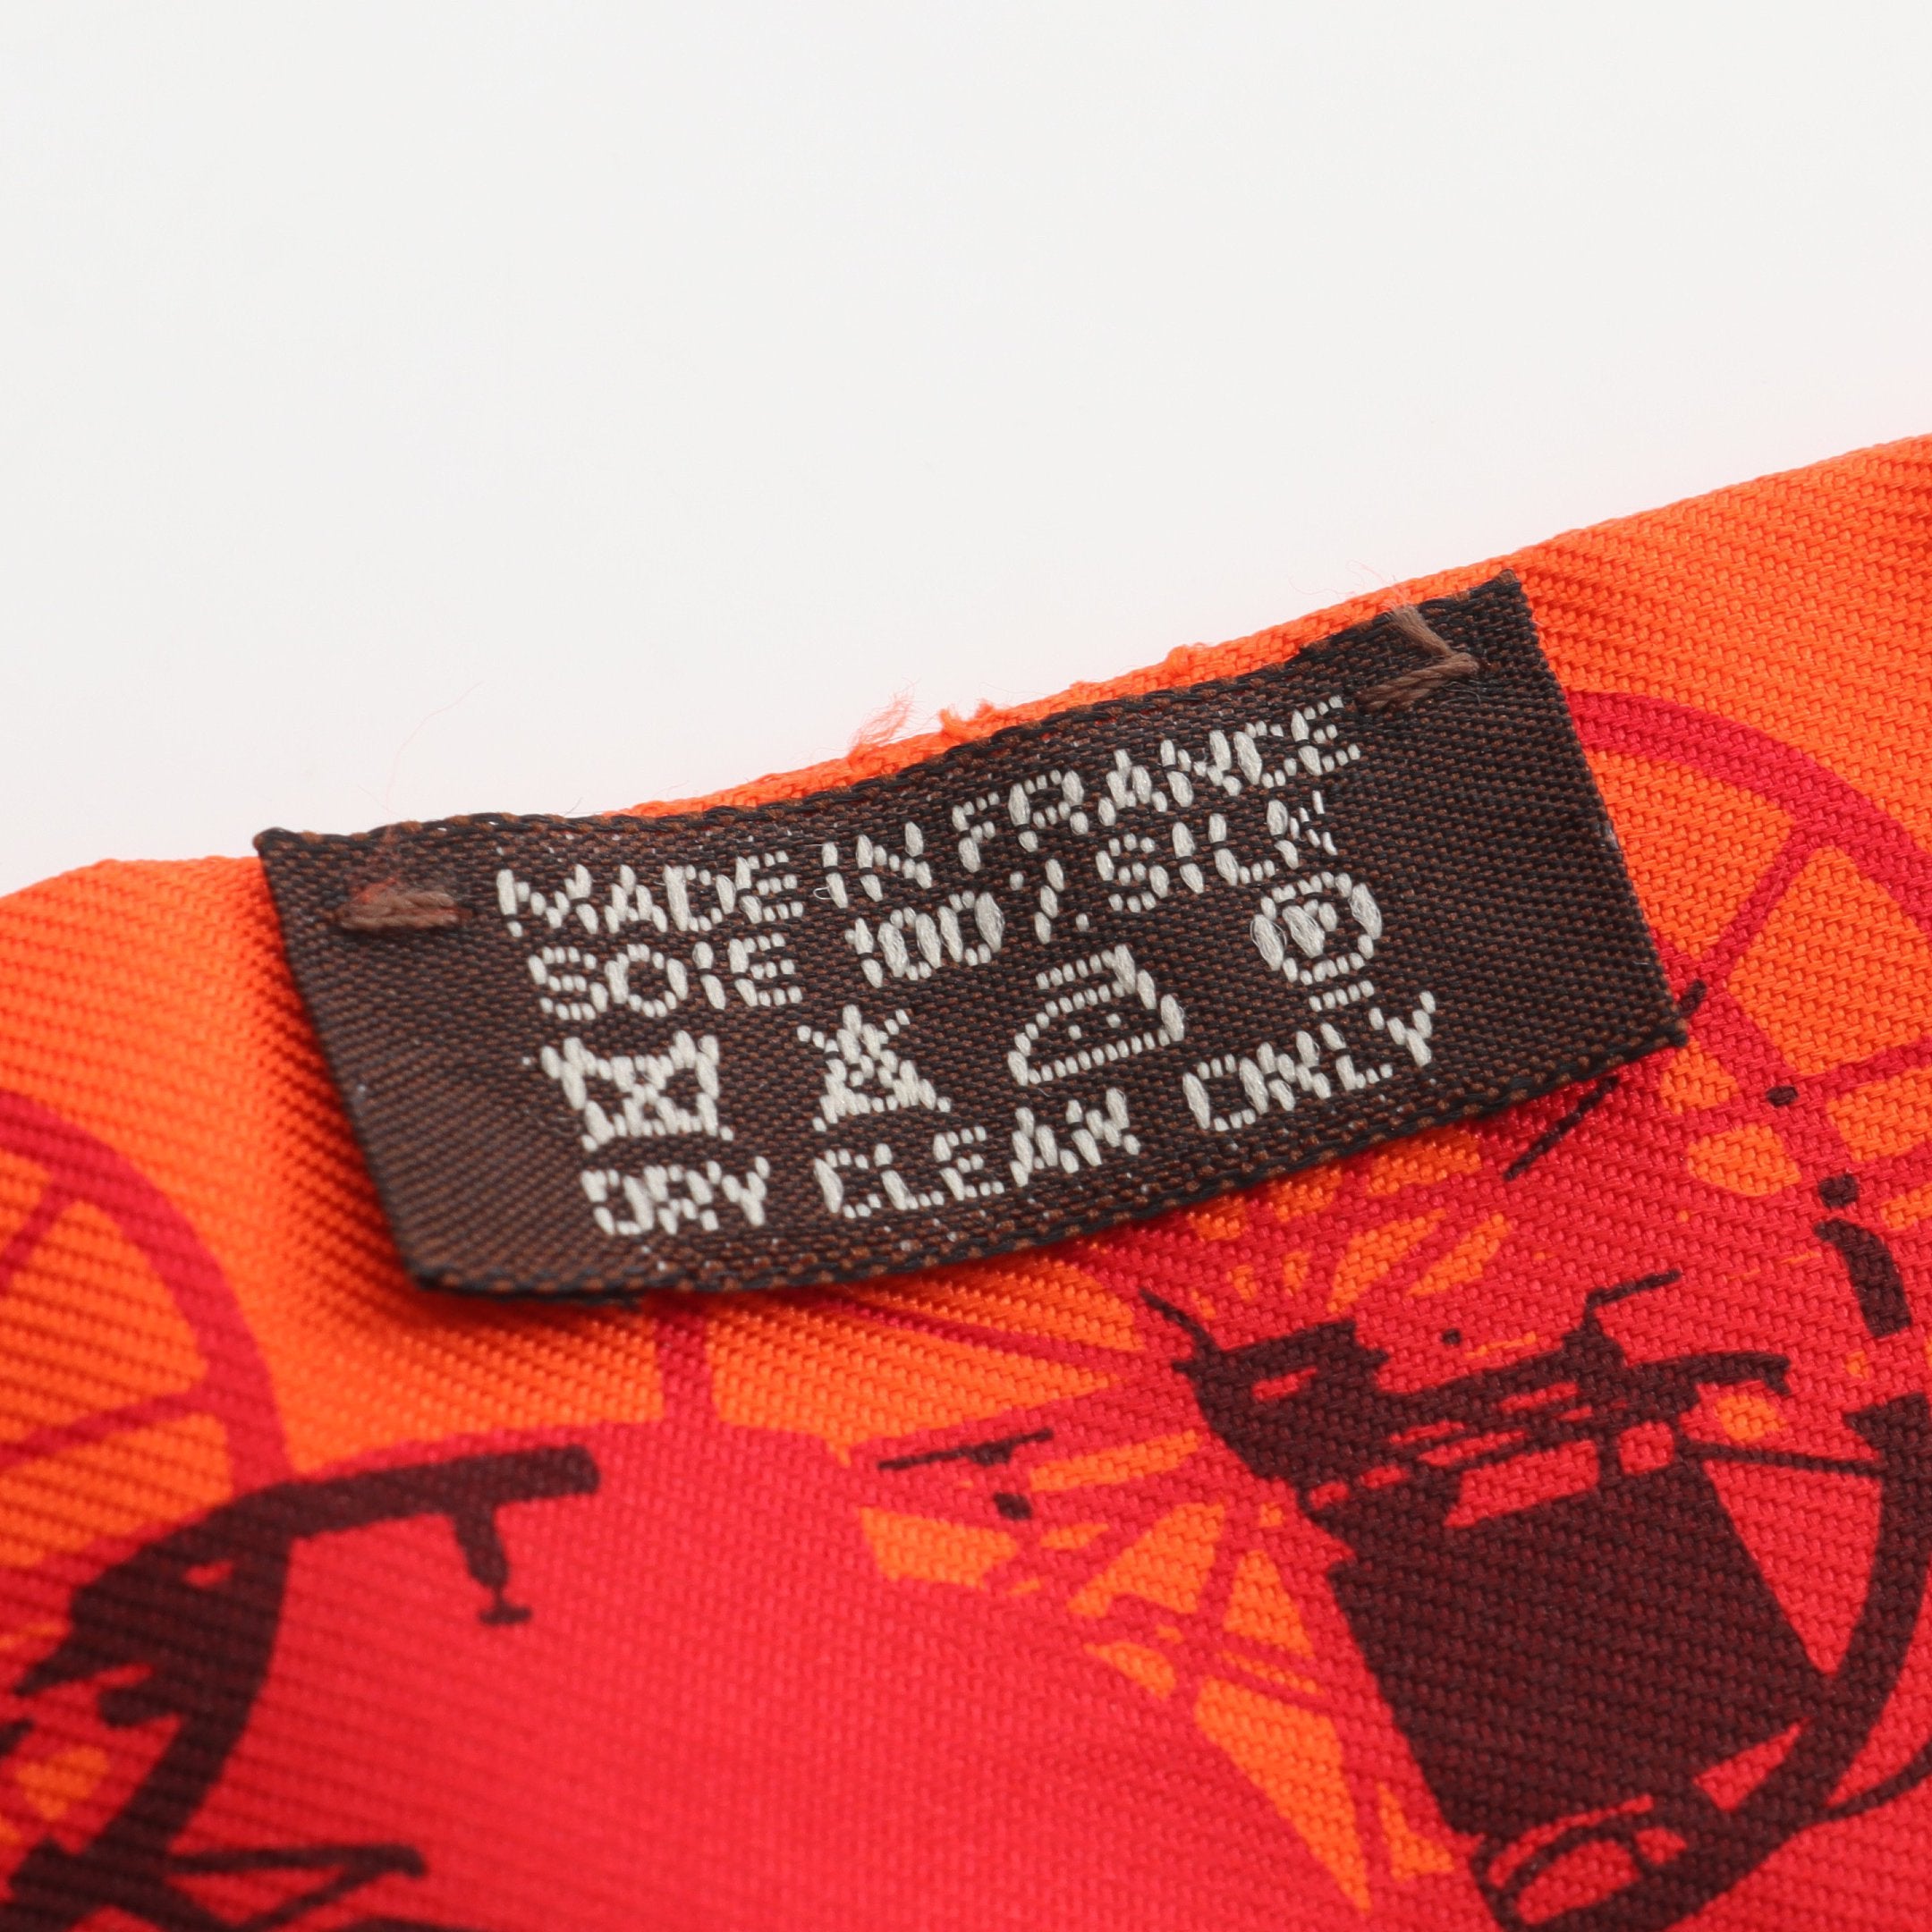 MADE IN FRANCE
SOIE 100% SILK
P
DRY CLEAN ONLY